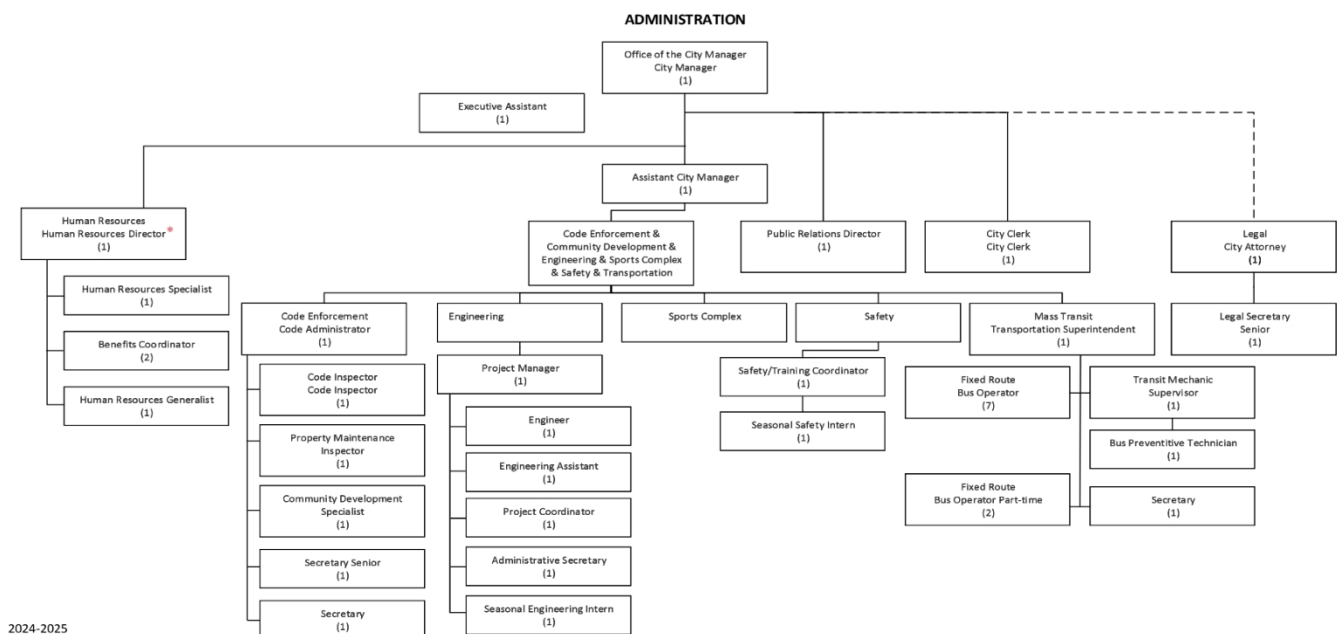 ADMINISTRATION
Office of the City Manager
City Manager
(1)
Executive Assistant
(1)
Assistant City Manager
(1)
Human Resources
Human Resources Director*
(1)
Code Enforcement &
Community Development &
Engineering & Sports Complex
& Safety & Transportation
Public Relations Director
(1)
City Clerk
City Clerk
(1)
Legal
City Attorney
(1)
Human Resources Specialist
(1)
Benefits Coordinator
(2)
Human Resources Generalist
(1)
Code Enforcement
Code Administrator
(1)
Engineering
Sports Complex
Safety
Mass Transit
Transportation Superintendent
(1)
Legal Secretary
Senior
(1)
Code Inspector
Code Inspector
(1)
Property Maintenance
Inspector
(1)
Community Development
Specialist
(1)
Secretary Senior
(1)
Secretary
(1)
Project Manager
(1)
Engineer
(1)
Engineering Assistant
(1)
Project Coordinator
(1)
Administrative Secretary
(1)
Seasonal Engineering Intern
(1)
Safety/Training Coordinator
(1)
Seasonal Safety Intern
(1)
Fixed Route
Bus Operator
(7)
Transit Mechanic
Supervisor
(1)
Bus Preventitive Technician
(1)
Fixed Route
Bus Operator Part-time
(2)
Secretary
(1)
2024-2025